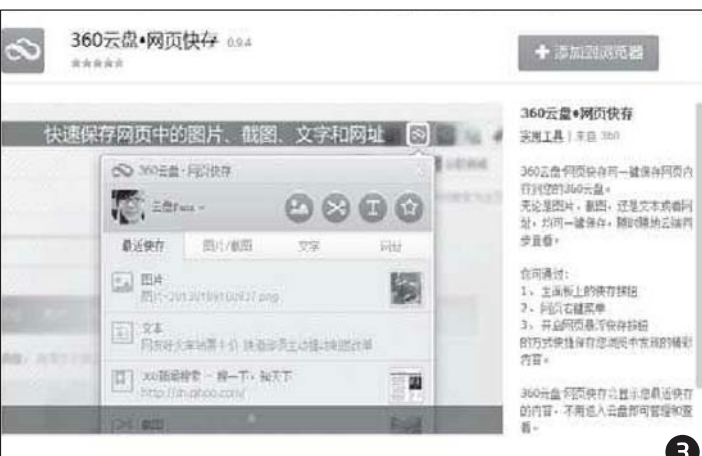 360云盘•网页快存 0.9.4
添加到浏览器
快速保存网页中的图片、截图、文字和网址
360云盘·网页快存
最近快存 图片/截图 文字 网址
图片
文本
截图
360云盘•网页快存
实用工具 | 来自 360
360云盘·网页快存可一键保存网页内
容到您的360云盘。
无论是图片、截图，还是文本或者网
址，均可一键保存，随时随地云端同
步查看。
你可通过：
1、主面板上的快存按钮
2、网页右键菜单
3、开启网页悬浮快存按钮
的方式快捷保存您浏览中发现的精彩
内容。
360云盘·网页快存会显示您最近快存
的内容，不用进入云盘即可管理和查
看。
3